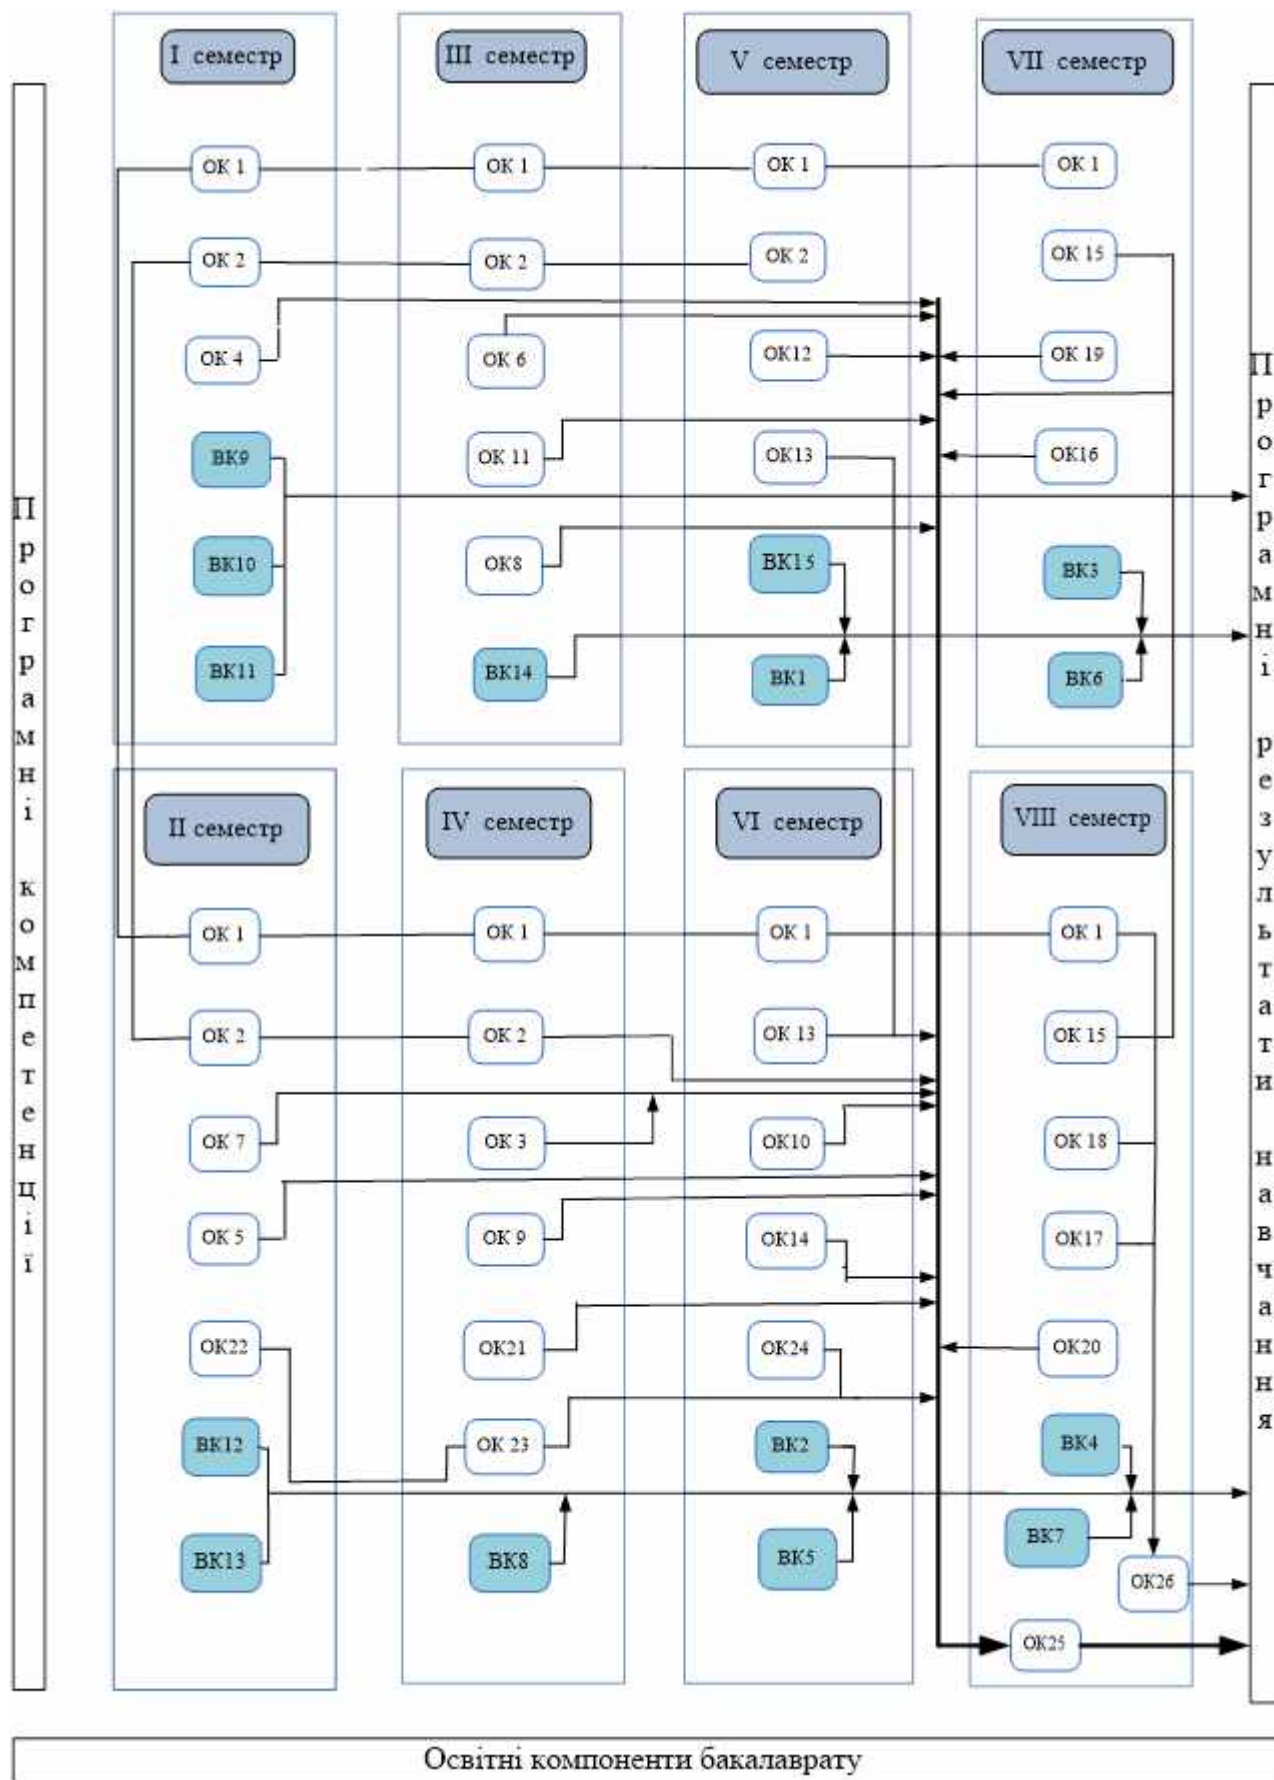 Програмні компетенції
I семестр
ОК 1
ОК 2
ОК 4
ВК9
ВК10
ВК11
III семестр
ОК 1
ОК 2
ОК 6
ОК 11
ОК8
ВК14
V семестр
ОК 1
ОК 2
ОК12
ОК13
ВК15
ВК1
VII семестр
ОК 1
ОК 15
ОК 19
ОК16
ВК3
ВК6
II семестр
ОК 1
ОК 2
ОК 7
ОК 5
ОК22
ВК12
ВК13
IV семестр
ОК 1
ОК 2
ОК 3
ОК 9
ОК21
ОК 23
ВК8
VI семестр
ОК 1
ОК 13
ОК10
ОК14
ОК24
ВК2
ВК5
VIII семестр
ОК 1
ОК 15
ОК 18
ОК17
ОК20
ВК4
ВК7
ОК26
ОК25
Програмні результати навчання
Освітні компоненти бакалаврату